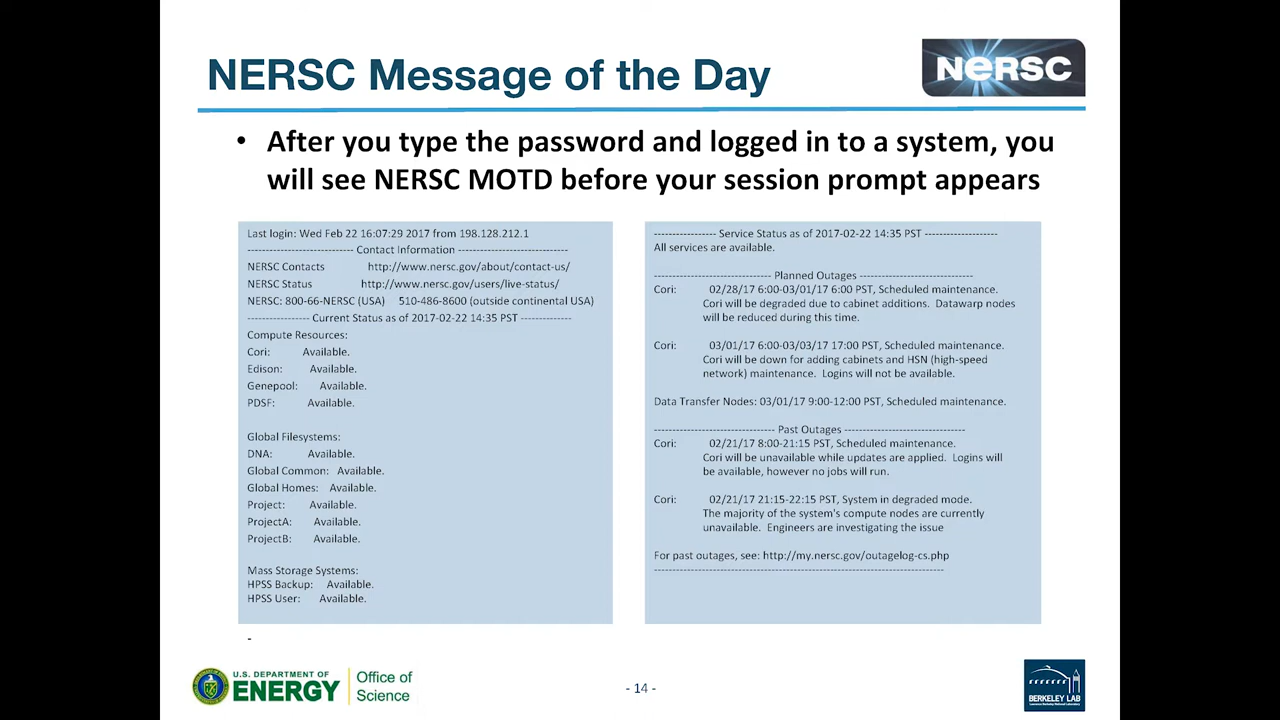 NERSC Message of the Day
NERSC
• After you type the password and logged in to a system, you
will see NERSC MOTD before your session prompt appears
Last login: Wed Feb 22 16:07:29 2017 from 198.128.212.1
---------------------------- Contact Information -----------------------------
NERSC Contacts http://www.nersc.gov/about/contact-us/
NERSC Status http://www.nersc.gov/users/live-status/
NERSC: 800-66-NERSC (USA) 510-486-8600 (outside continental USA)
----------------- Current Status as of 2017-02-22 14:35 PST --------------
Compute Resources:
Cori: Available.
Edison: Available.
Genepool: Available.
PDSF: Available.
Global Filesystems:
DNA: Available.
Global Common: Available.
Global Homes: Available.
Project: Available.
ProjectA: Available.
ProjectB: Available.
Mass Storage Systems:
HPSS Backup: Available.
HPSS User: Available.
-
----------------- Service Status as of 2017-02-22 14:35 PST --------------------
All services are available.
-------------------------------- Planned Outages -------------------------------
Cori: 02/28/17 6:00-03/01/17 6:00 PST, Scheduled maintenance.
Cori will be degraded due to cabinet additions. Datawarp nodes
will be reduced during this time.
Cori: 03/01/17 6:00-03/03/17 17:00 PST, Scheduled maintenance.
Cori will be down for adding cabinets and HSN (high-speed
network) maintenance. Logins will not be available.
Data Transfer Nodes: 03/01/17 9:00-12:00 PST, Scheduled maintenance.
--------------------------------- Past Outages ---------------------------------
Cori: 02/21/17 8:00-21:15 PST, Scheduled maintenance.
Cori will be unavailable while updates are applied. Logins will
be available, however no jobs will run.
Cori: 02/21/17 21:15-22:15 PST, System in degraded mode.
The majority of the system's compute nodes are currently
unavailable. Engineers are investigating the issue
For past outages, see: http://my.nersc.gov/outagelog-cs.php
--------------------------------------------------------------------------------
U.S. DEPARTMENT OF
ENERGY
Office of
Science
- 14 -
BERKELEY LAB